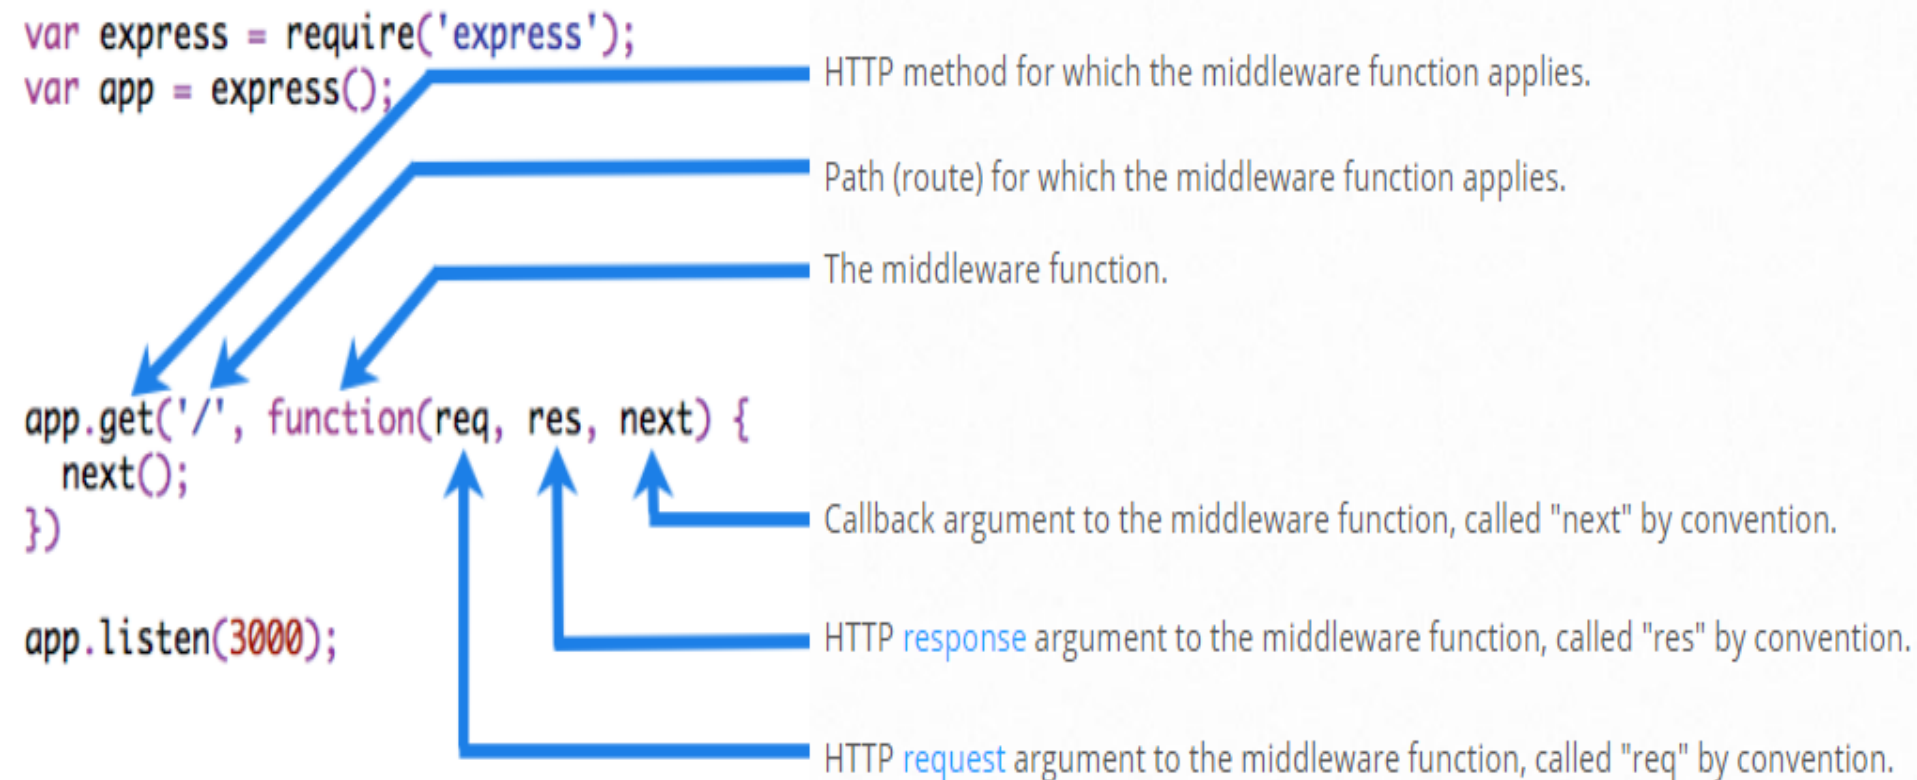 var express = require('express');
var app = express();
HTTP method for which the middleware function applies.
Path (route) for which the middleware function applies.
The middleware function.
app.get('/', function(req, res, next) {
  next();
})
Callback argument to the middleware function, called "next" by convention.
app.listen(3000);
HTTP response argument to the middleware function, called "res" by convention.
HTTP request argument to the middleware function, called "req" by convention.